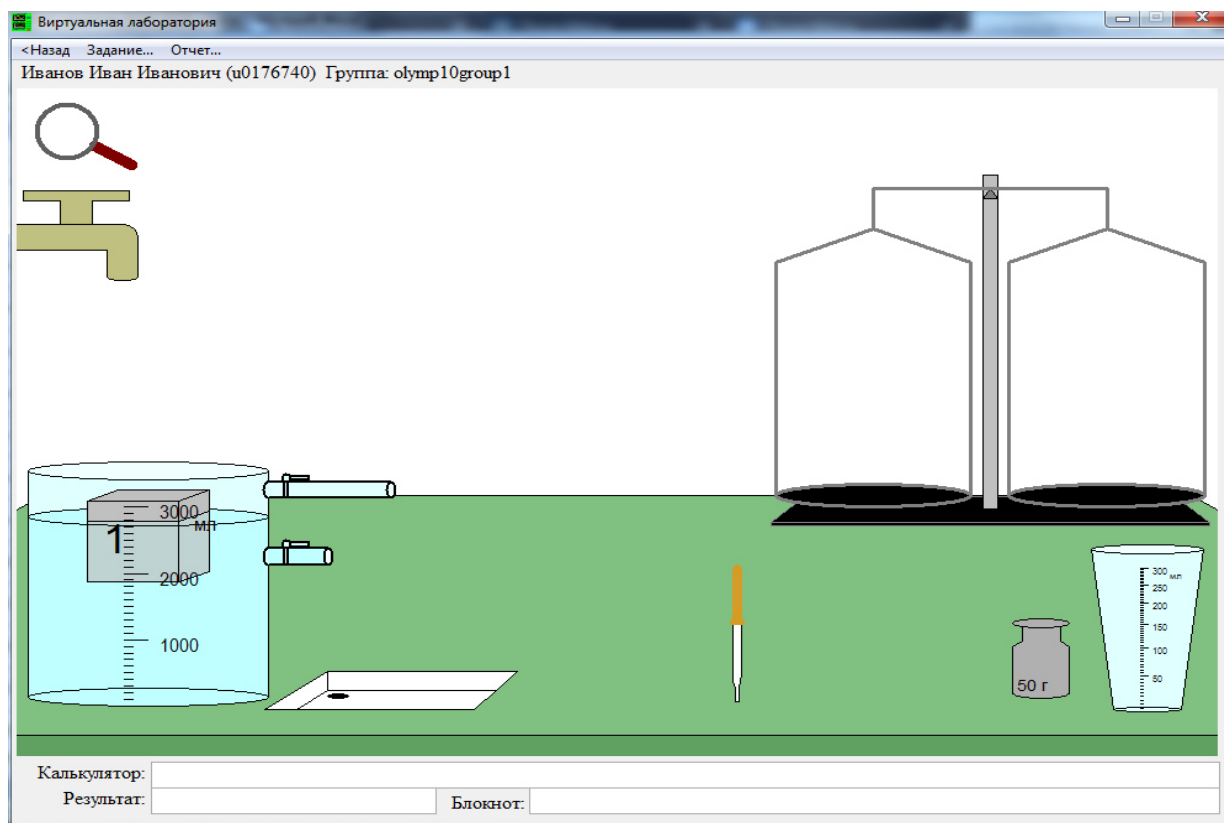 Виртуальная лаборатория
<Назад Задание... Отчет...
Иванов Иван Иванович (u0176740) Группа: olymp10group1
3000
мл
1
2000
1000
300 мл
250
200
150
100
50
50 г
Калькулятор:
Результат:
Блокнот: